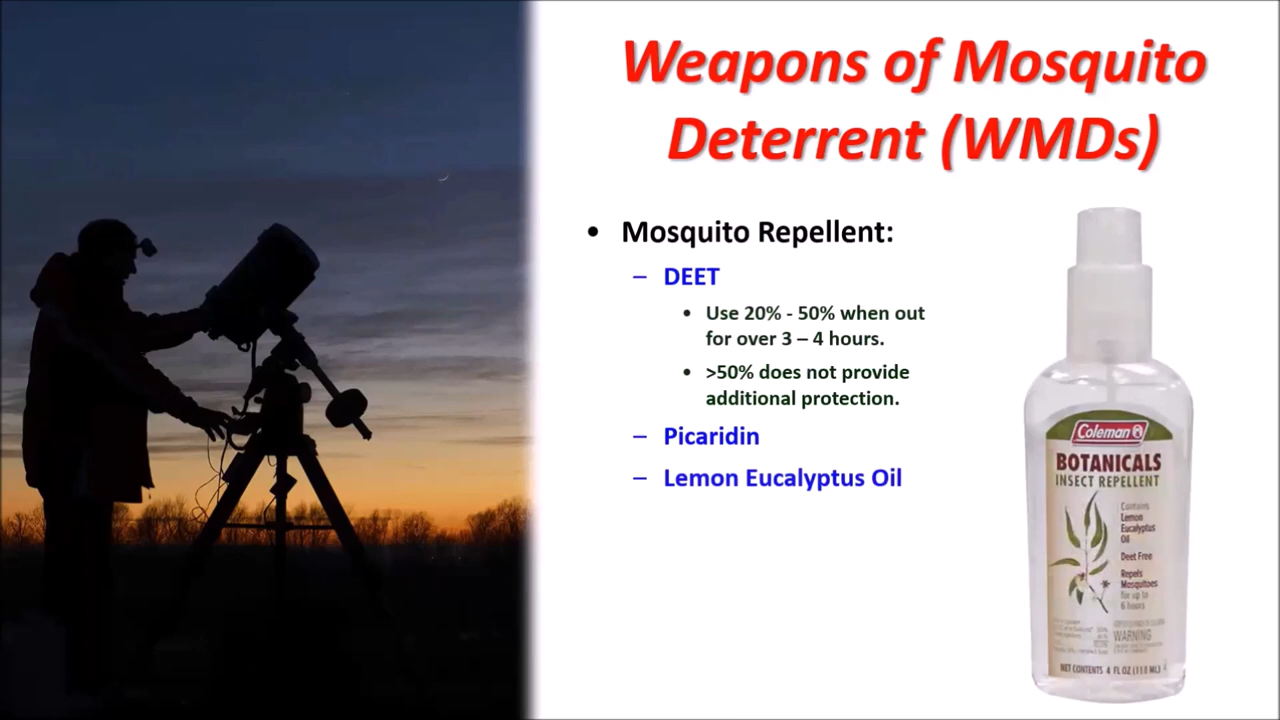 Weapons of Mosquito
Deterrent (WMDs)
• Mosquito Repellent:
– DEET
• Use 20% - 50% when out
for over 3 – 4 hours.
• >50% does not provide
additional protection.
– Picaridin
– Lemon Eucalyptus Oil
Coleman
BOTANICALS
INSECT REPELLENT
Contains
Lemon
Eucalyptus
Oil
Deet Free
Repels
Mosquitoes
for up to
6 hours
WARNING
NET CONTENTS 4 FL OZ (118 ML)